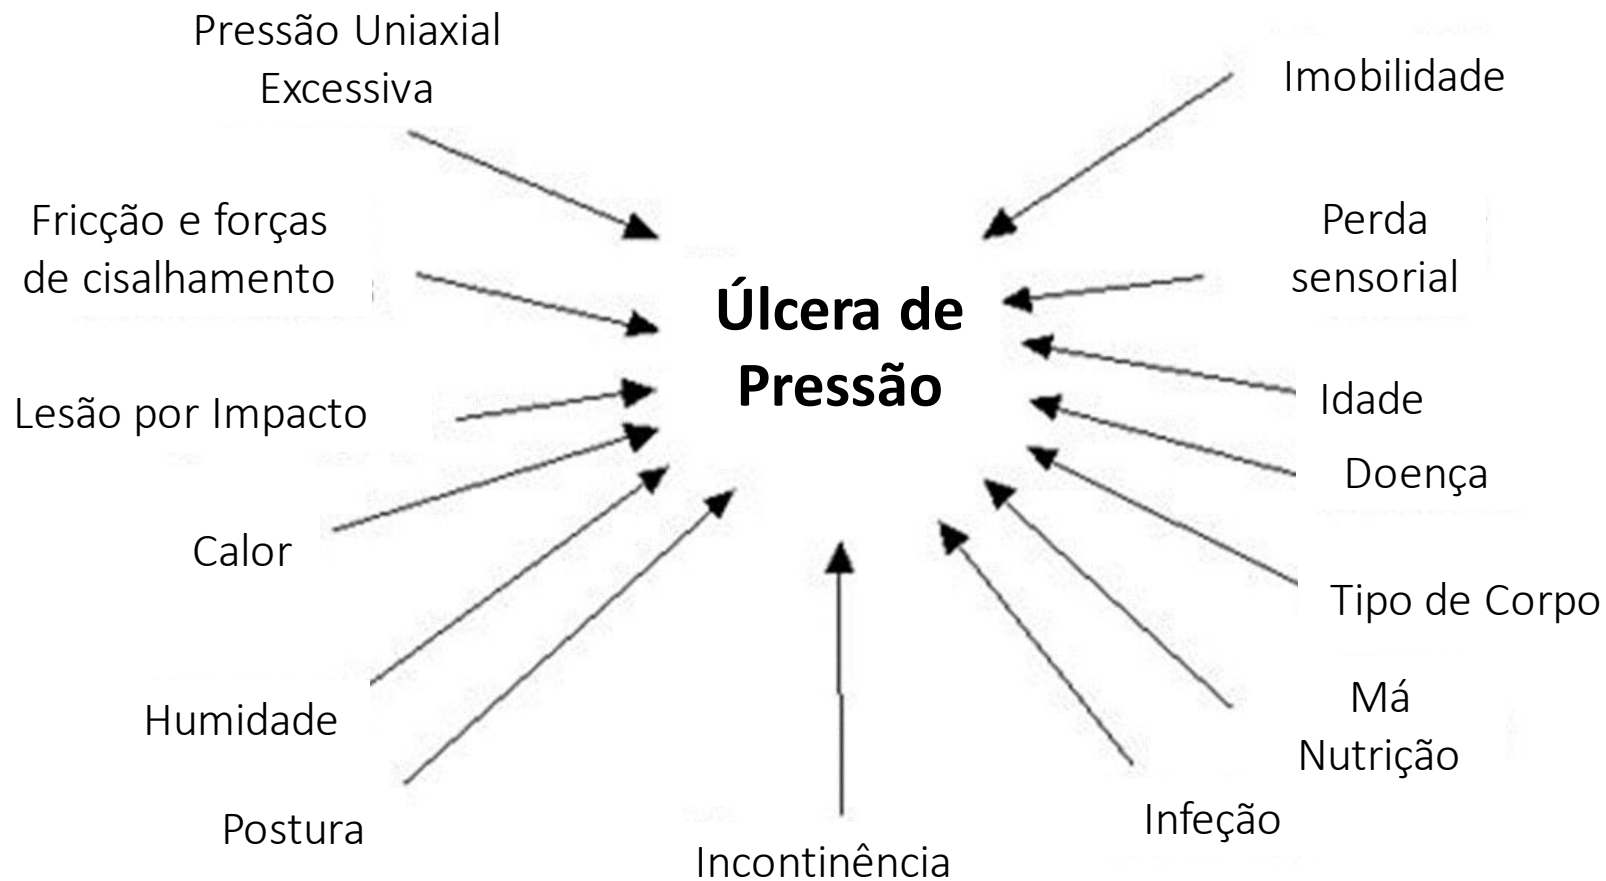 Pressão Uniaxial
Excessiva
Imobilidade
Fricção e forças
de cisalhamento
Perda
sensorial
Úlcera de
Pressão
Lesão por Impacto
Idade
Doença
Calor
Tipo de Corpo
Humidade
Má
Nutrição
Postura
Infeção
Incontinência